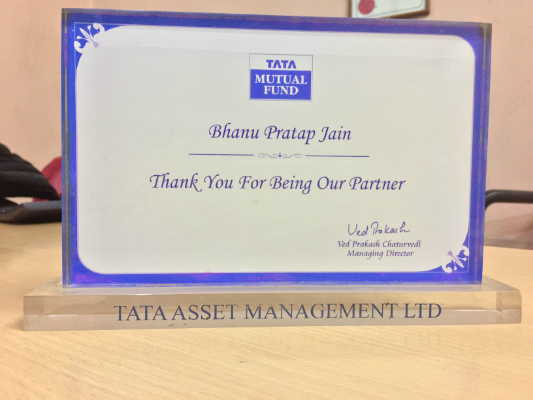 TATA
MUTUAL
FUND
Bhanu Pratap Jain
Thank You For Being Our Partner
Ved Prakash
Ved Prakash Chaturvedi
Managing Director
TATA ASSET MANAGEMENT LTD